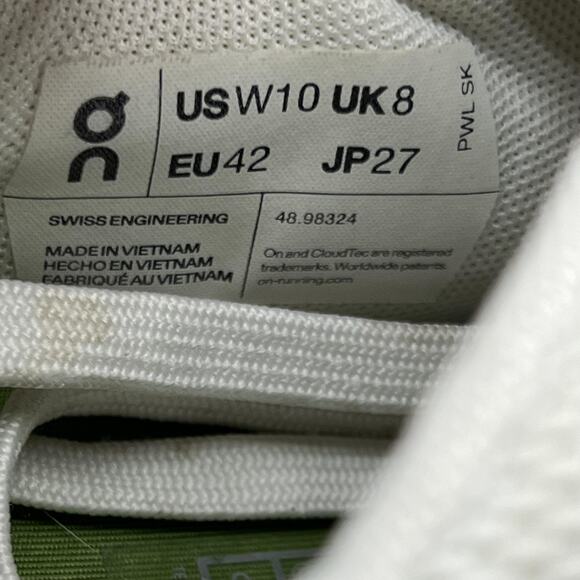 US W10 UK 8
EU 42 JP 27
PWL SK
SWISS ENGINEERING
48.98324
MADE IN VIETNAM
HECHO EN VIETNAM
FABRIQUÉ AU VIETNAM
On and CloudTec are registered
trademarks. Worldwide patents.
on-running.com